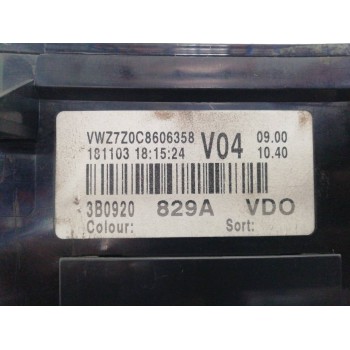 VWZ7Z0C8606358 V04 09.00
181103 18:15:24 10.40
3B0920 829A VDO
Colour: Sort: